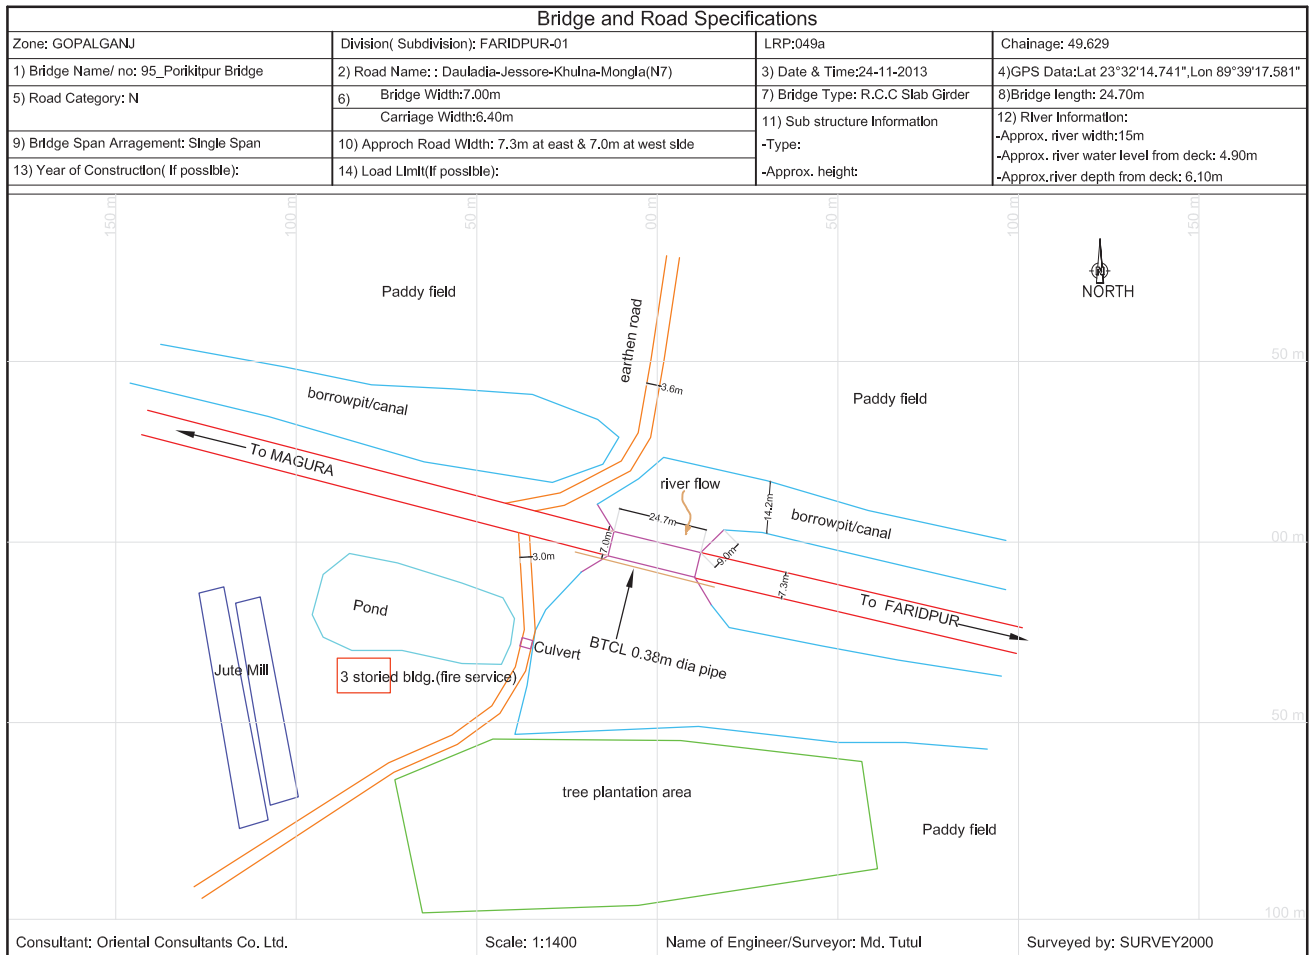 Bridge and Road Specifications
Zone: GOPALGANJ
Division( Subdivision): FARIDPUR-01
LRP:049a
Chainage: 49.629
1) Bridge Name/ no: 95_Porikitpur Bridge
2) Road Name: : Dauladia-Jessore-Khulna-Mongla(N7)
3) Date & Time:24-11-2013
4)GPS Data:Lat 23°32'14.741",Lon 89°39'17.581"
5) Road Category: N
6) Bridge Width:7.00m
Carriage Width:6.40m
7) Bridge Type: R.C.C Slab Girder
8)Bridge length: 24.70m
9) Bridge Span Arragement: Single Span
10) Approch Road Width: 7.3m at east & 7.0m at west side
11) Sub structure Information
-Type:
-Approx. height:
12) River Information:
-Approx. river width:15m
-Approx. river water level from deck: 4.90m
-Approx.river depth from deck: 6.10m
13) Year of Construction( If possible):
14) Load Limit(If possible):
150 m
100 m
50 m
00 m
50 m
100 m
150 m
Paddy field
earthen road
NORTH
50 m
3.6m
borrowpit/canal
Paddy field
To MAGURA
river flow
24.7m
14.2m
borrowpit/canal
7.0m
00 m
3.0m
9.0m
7.3m
Pond
To FARIDPUR
BTCL 0.38m dia pipe
Culvert
Jute Mill
3 storied bldg.(fire service)
50 m
tree plantation area
Paddy field
100 m
Consultant: Oriental Consultants Co. Ltd.
Scale: 1:1400
Name of Engineer/Surveyor: Md. Tutul
Surveyed by: SURVEY2000